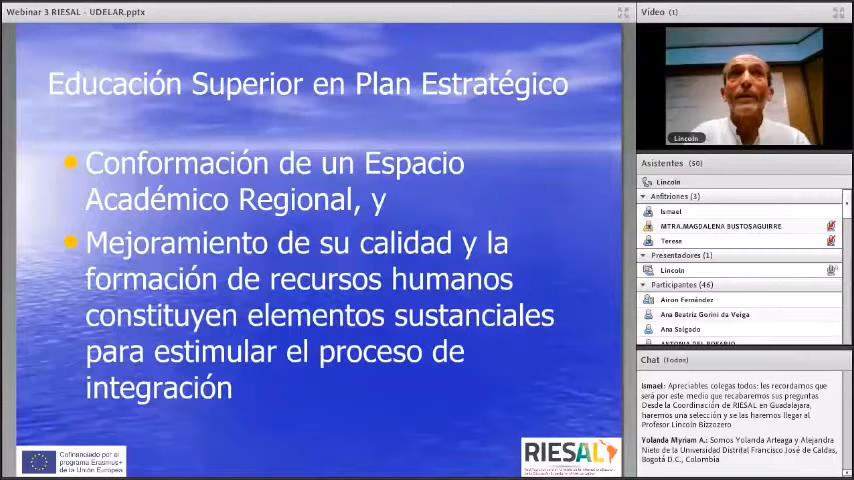 Webinar 3 RIESAL - UDELAR.pptx
Educación Superior en Plan Estratégico
Conformación de un Espacio
Académico Regional, y
Mejoramiento de su calidad y la
formación de recursos humanos
constituyen elementos sustanciales
para estimular el proceso de
integración
Cofinanciado por el
programa Erasmus+
de la Unión Europea
RIESAL
Video (1)
Lincoln
Asistentes (50)
Lincoln
Anfitriones (3)
Ismael
MTRA.MAGDALENA BUSTOSAGUIRRE
Terese
Presentadores (1)
Lincoln
Participantes (46)
Airon Fernández
Ana Beatriz Gorini da Veiga
Ana Salgado
Chat (Todos)
Ismael: Apreciables colegas todos: les recordamos que
será por este medio que recabaremos sus preguntas
Desde la Coordinación de RIESAL en Guadalajara,
haremos una selección y se las haremos llegar al
Profesor Lincoln Bizzozero
Yolanda Myriam A.: Somos Yolanda Arteaga y Alejandra
Nieto de la Universidad Distrital Francisco José de Caldas,
Bogotá D.C., Colombia